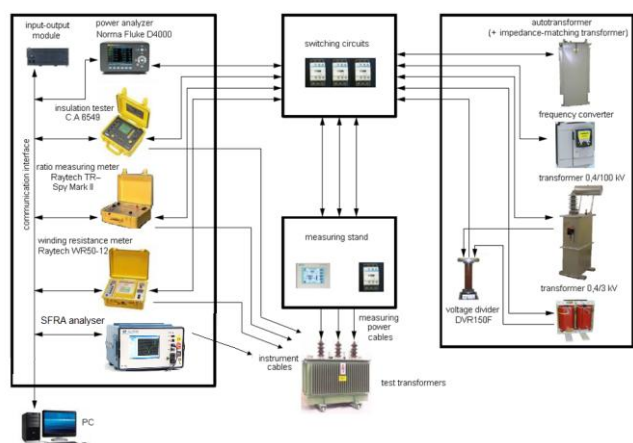 input-output
module
power analyzer
Norma Fluke D4000
insulation tester
C.A 6549
ratio measuring meter
Raytech TR–
Spy Mark II
winding resistance meter
Raytech WR50-12
SFRA analyser
communication interface
PC
switching circuits
measuring stand
measuring
power
cables
instrument
cables
test transformers
autotransformer
(+ impedance-matching transformer)
frequency converter
transformer 0,4/100 kV
transformer 0,4/3 kV
voltage divider
DVR150F